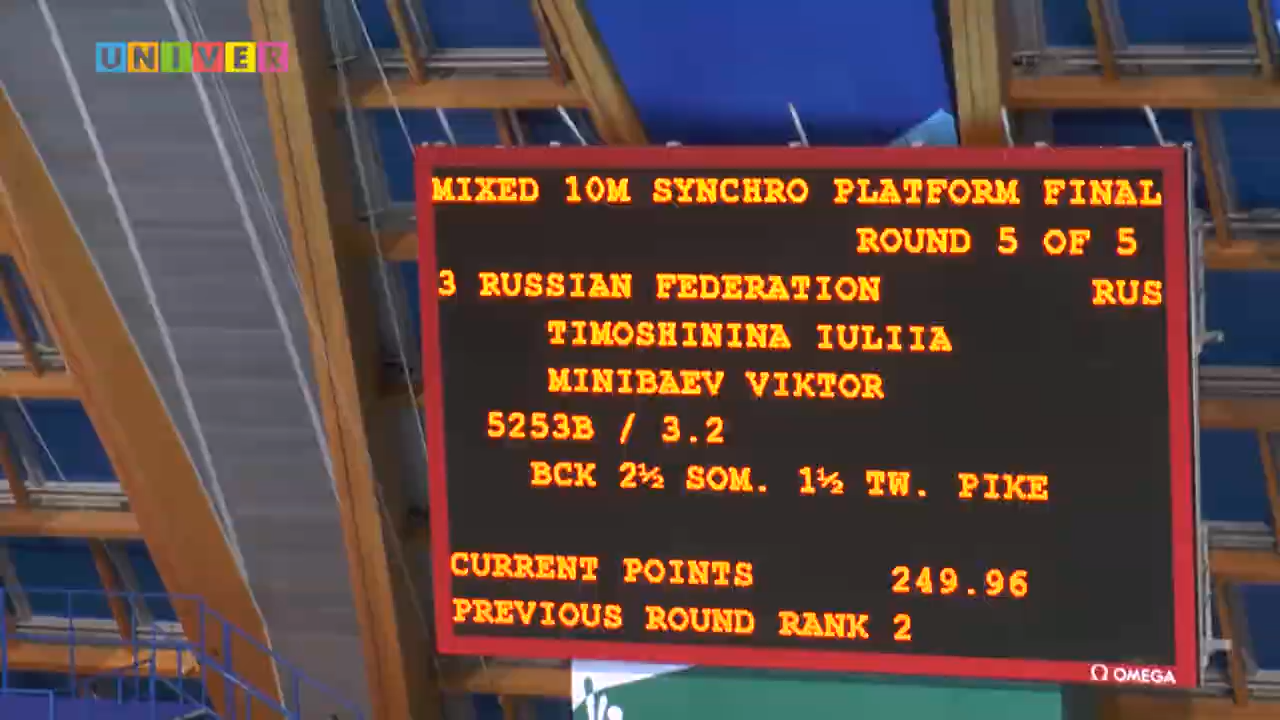 UNIVER
MIXED 10M SYNCHRO PLATFORM FINAL
ROUND 5 OF 5
3 RUSSIAN FEDERATION RUS
TIMOSHININA IULIIA
MINIBAEV VIKTOR
5253B / 3.2
BCK 2½ SOM. 1½ TW. PIKE
CURRENT POINTS 249.96
PREVIOUS ROUND RANK 2
Ω OMEGA